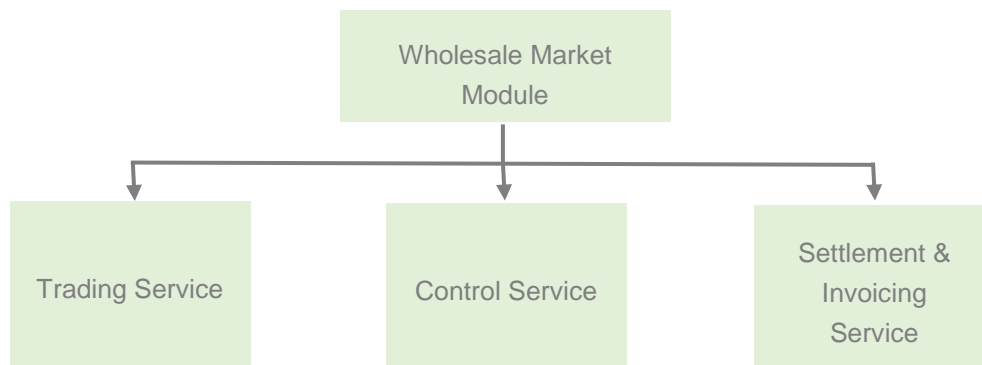 Wholesale Market
Module
Trading Service
Control Service
Settlement &
Invoicing
Service